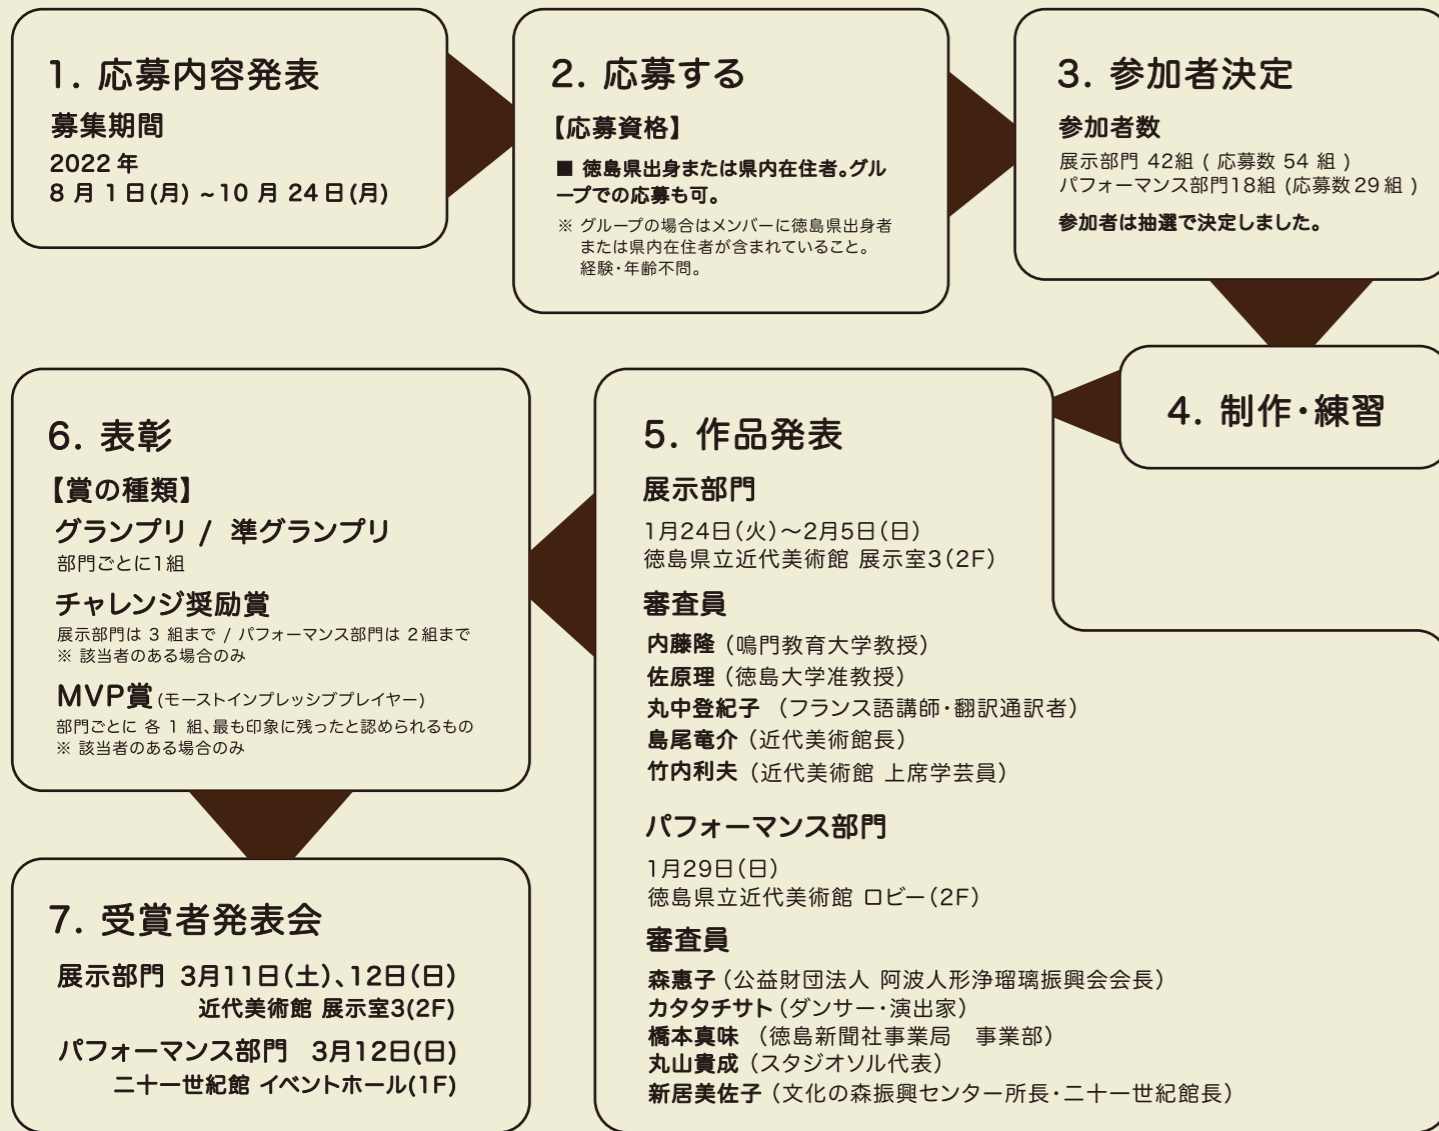 1. 応募内容発表
募集期間
2022 年
8 月 1 日(月) ~10 月 24 日(月)
2. 応募する
【応募資格】
■ 徳島県出身または県内在住者。グル
ープでの応募も可。
※ グループの場合はメンバーに徳島県出身者
または県内在住者が含まれていること。
経験・年齢不問。
3. 参加者決定
参加者数
展示部門 42組 ( 応募数 54 組 )
パフォーマンス部門18組 (応募数 29 組 )
参加者は抽選で決定しました。
4. 制作・練習
5. 作品発表
展示部門
1月24日(火)～2月5日(日)
徳島県立近代美術館 展示室3(2F)
審査員
内藤隆 (鳴門教育大学教授)
佐原理 (徳島大学准教授)
丸中登紀子 (フランス語講師・翻訳通訳者)
島尾竜介 (近代美術館長)
竹内利夫 (近代美術館 上席学芸員)
パフォーマンス部門
1月29日(日)
徳島県立近代美術館 ロビー(2F)
審査員
森惠子 (公益財団法人 阿波人形浄瑠璃振興会会長)
カタタチサト (ダンサー・演出家)
橋本真味 (徳島新聞社事業局 事業部)
丸山貴成 (スタジオソル代表)
新居美佐子 (文化の森振興センター所長・二十一世紀館長)
6. 表彰
【賞の種類】
グランプリ / 準グランプリ
部門ごとに1組
チャレンジ奨励賞
展示部門は 3 組まで / パフォーマンス部門は 2 組まで
※ 該当者のある場合のみ
MVP賞 (モーストインプレッシブプレイヤー)
部門ごとに 各 1 組、最も印象に残ったと認められるもの
※ 該当者のある場合のみ
7. 受賞者発表会
展示部門 3月11日(土)、12日(日)
近代美術館 展示室3(2F)
パフォーマンス部門 3月12日(日)
二十一世紀館 イベントホール(1F)